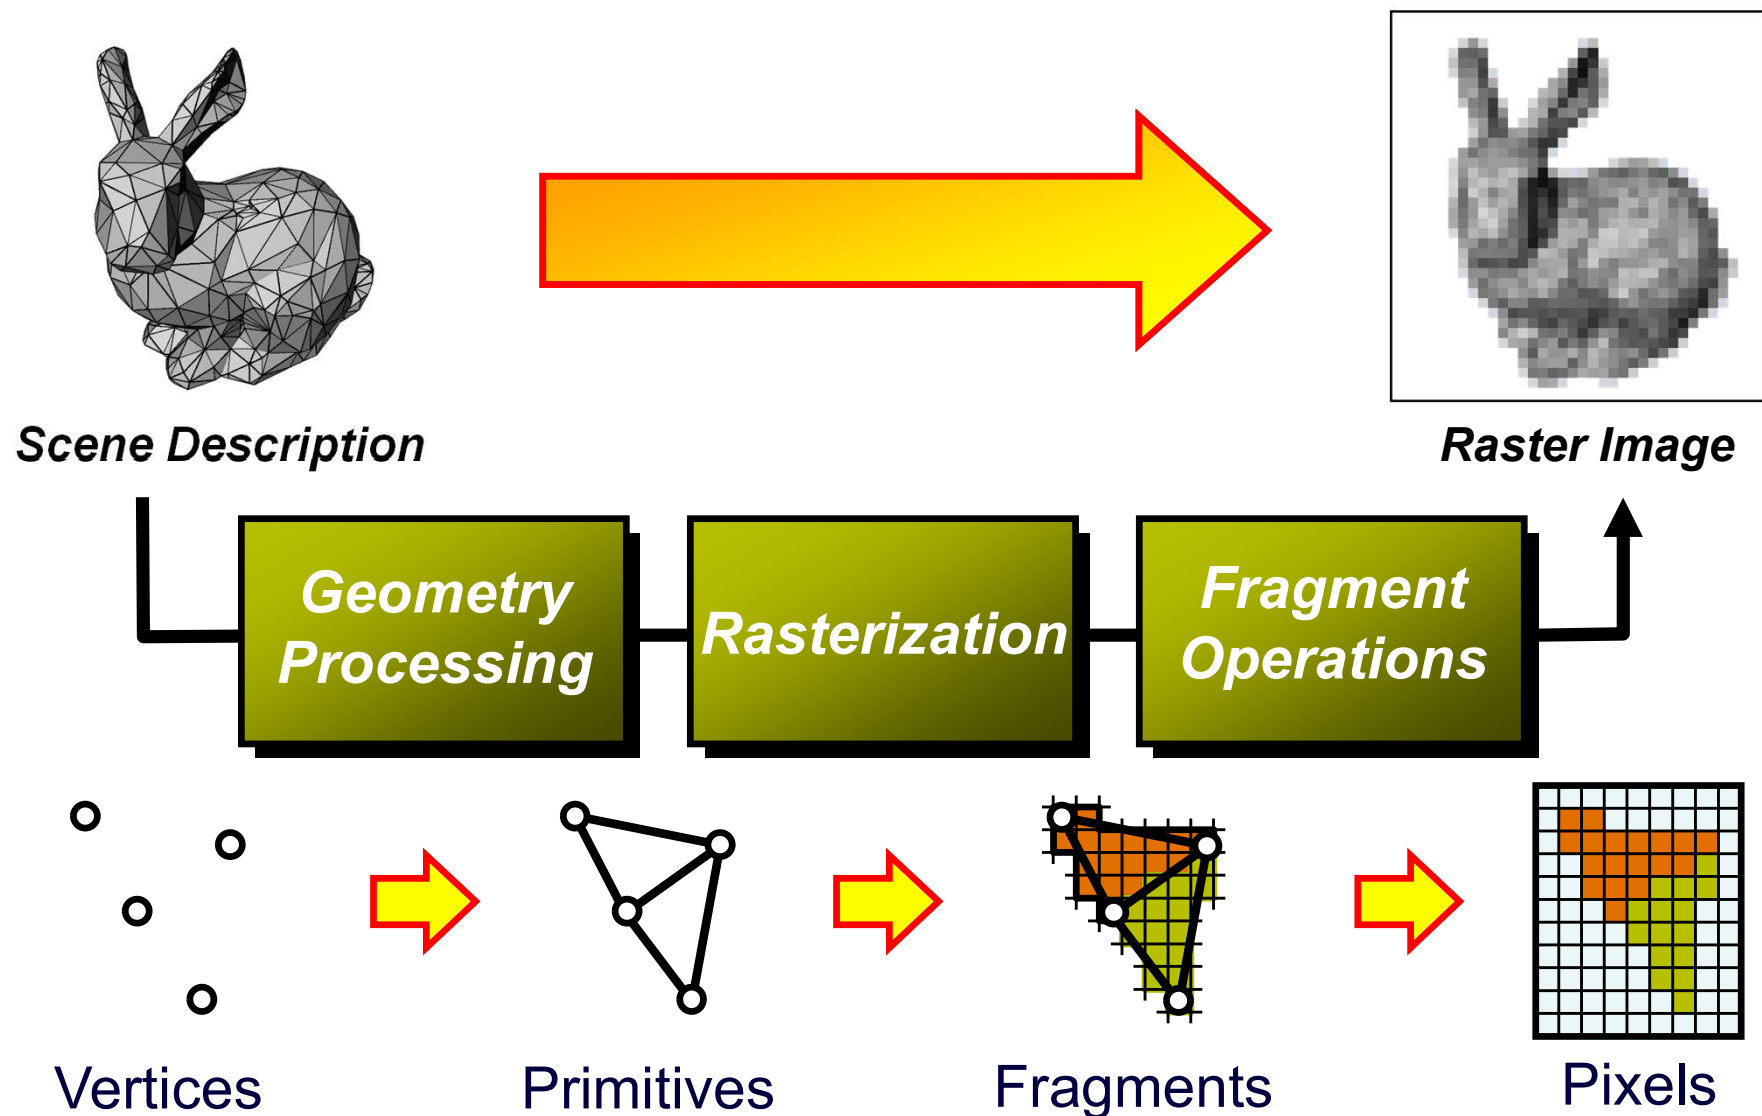 Scene Description
Raster Image
Geometry
Processing
Rasterization
Fragment
Operations
Vertices
Primitives
Fragments
Pixels